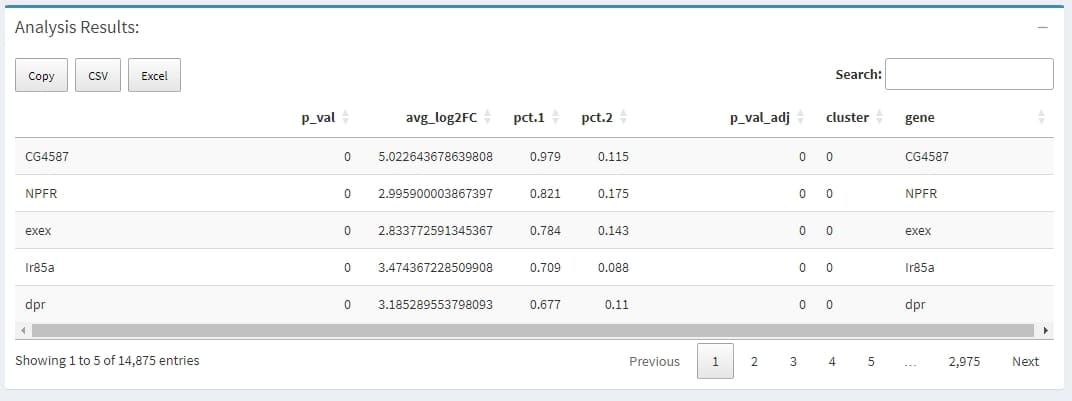 Analysis Results:
Copy CSV Excel Search:
p_val avg_log2FC pct.1 pct.2 p_val_adj cluster gene
CG4587 0 5.022643678639808 0.979 0.115 0 0 CG4587
NPFR 0 2.995900003867397 0.821 0.175 0 0 NPFR
exex 0 2.833772591345367 0.784 0.143 0 0 exex
Ir85a 0 3.474367228509908 0.709 0.088 0 0 Ir85a
dpr 0 3.185289553798093 0.677 0.11 0 0 dpr
Showing 1 to 5 of 14,875 entries Previous 1 2 3 4 5 … 2,975 Next